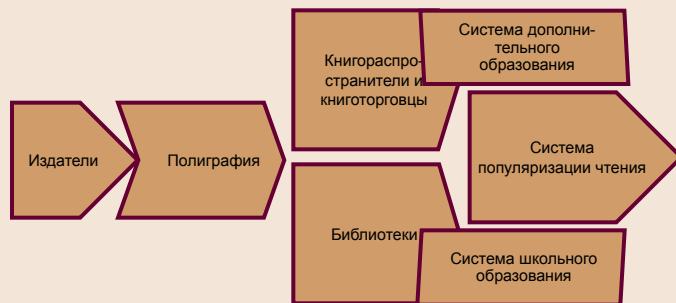 Издатели
Полиграфия
Книгораспро-
странители и
книготорговцы
Библиотеки
Система дополни-
тельного
образования
Система
популяризации чтения
Система школьного
образования